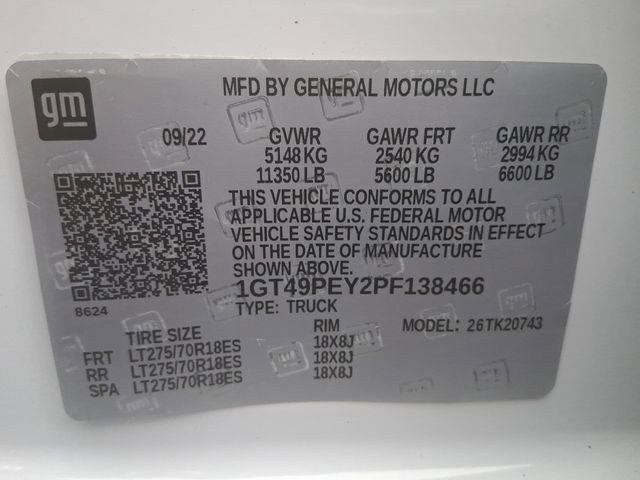 gm
MFD BY GENERAL MOTORS LLC
09/22 GVWR GAWR FRT GAWR RR
5148 KG 2540 KG 2994 KG
11350 LB 5600 LB 6600 LB
THIS VEHICLE CONFORMS TO ALL
APPLICABLE U.S. FEDERAL MOTOR
VEHICLE SAFETY STANDARDS IN EFFECT
ON THE DATE OF MANUFACTURE
SHOWN ABOVE.
1GT49PEY2PF138466
8624
TYPE: TRUCK
TIRE SIZE RIM MODEL: 26TK20743
FRT LT275/70R18ES 18X8J
RR LT275/70R18ES 18X8J
SPA LT275/70R18ES 18X8J